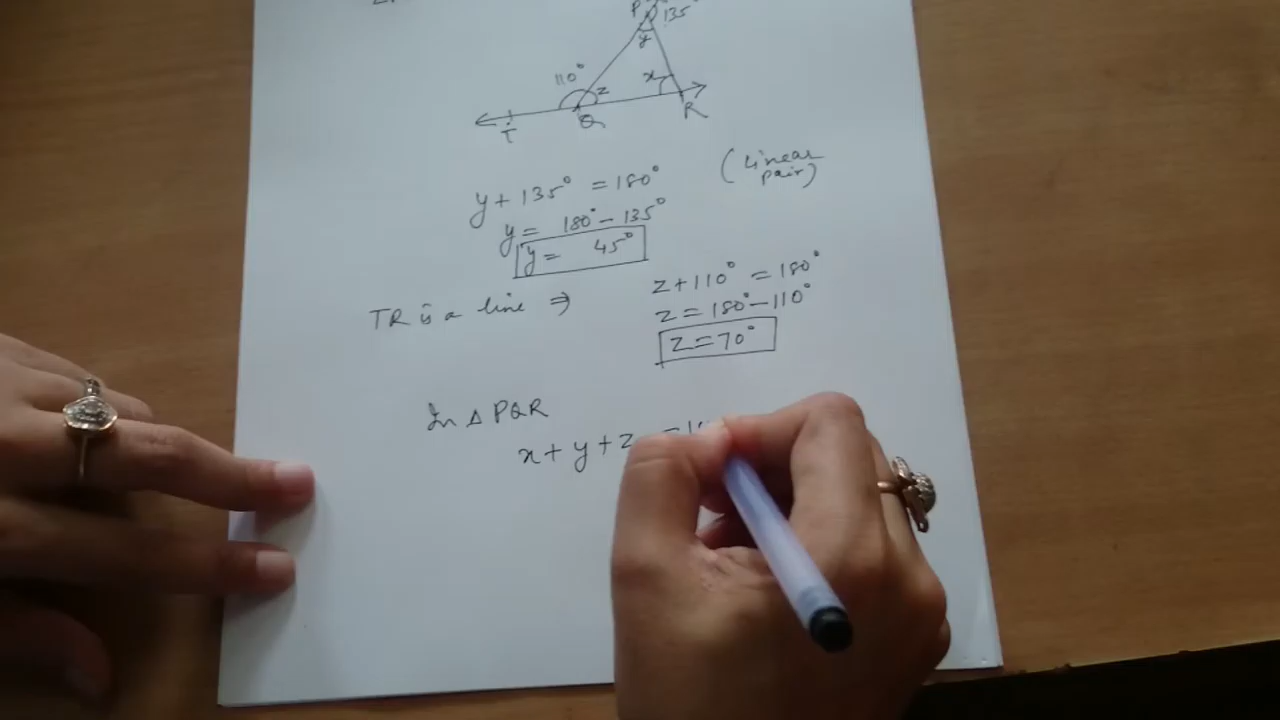 P
135°
y
110°
z
x
T
Q
R
y + 135° = 180° (linear pair)
y = 180° - 135°
y = 45°
TR is a line ⇒ z + 110° = 180°
z = 180° - 110°
z = 70°
In △ PQR
x + y + z = 1